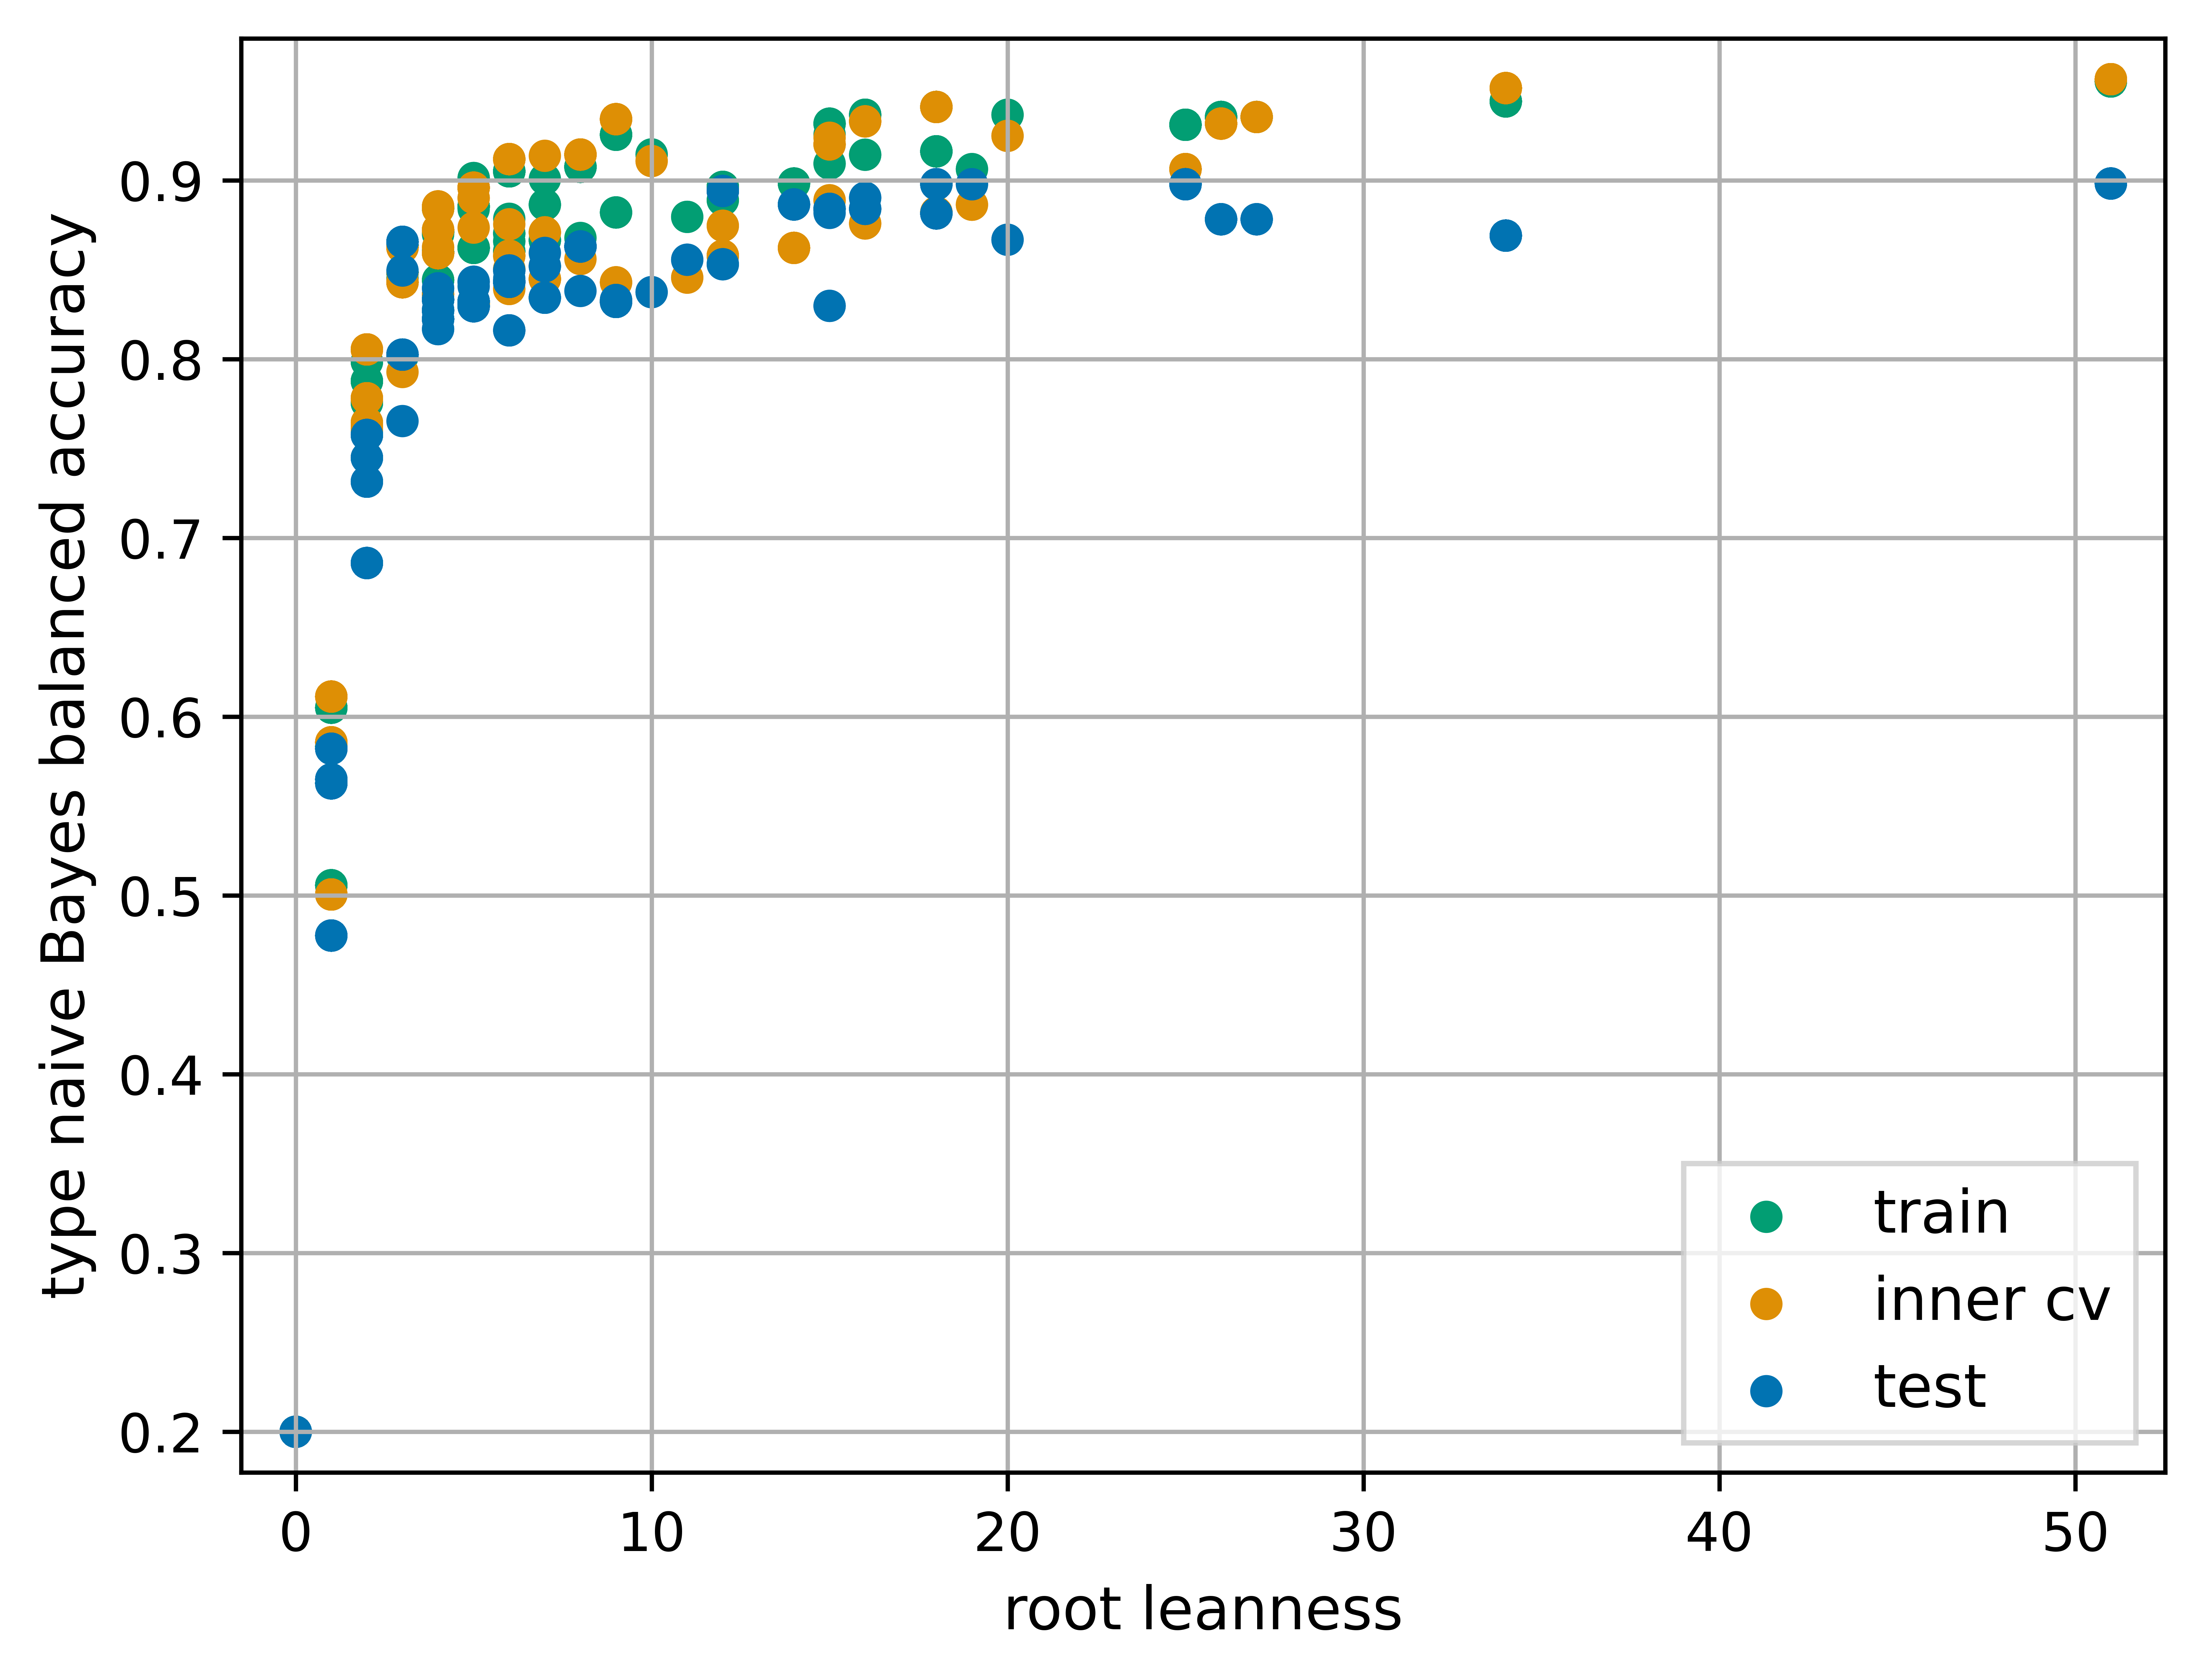 type naive Bayes balanced accuracy
0.9
0.8
0.7
0.6
0.5
0.4
0.3
0.2
train
inner cv
test
0 10 20 30 40 50
root leanness